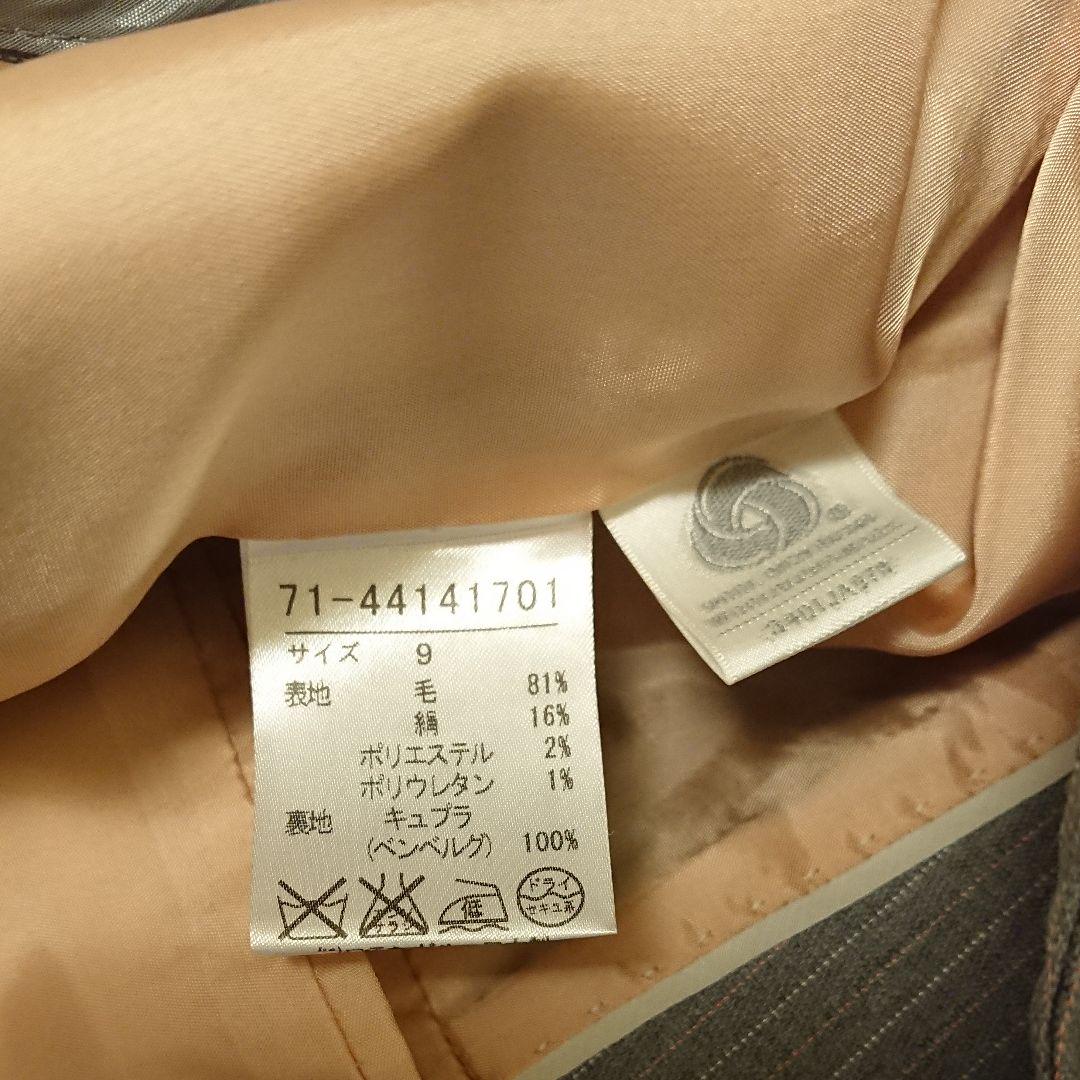 71-44141701
サイズ 9
表地 毛 81%
絹 16%
ポリエステル 2%
ポリウレタン 1%
裏地 キュプラ
(ベンベルグ) 100%
低
ドライ
セキユ系
®